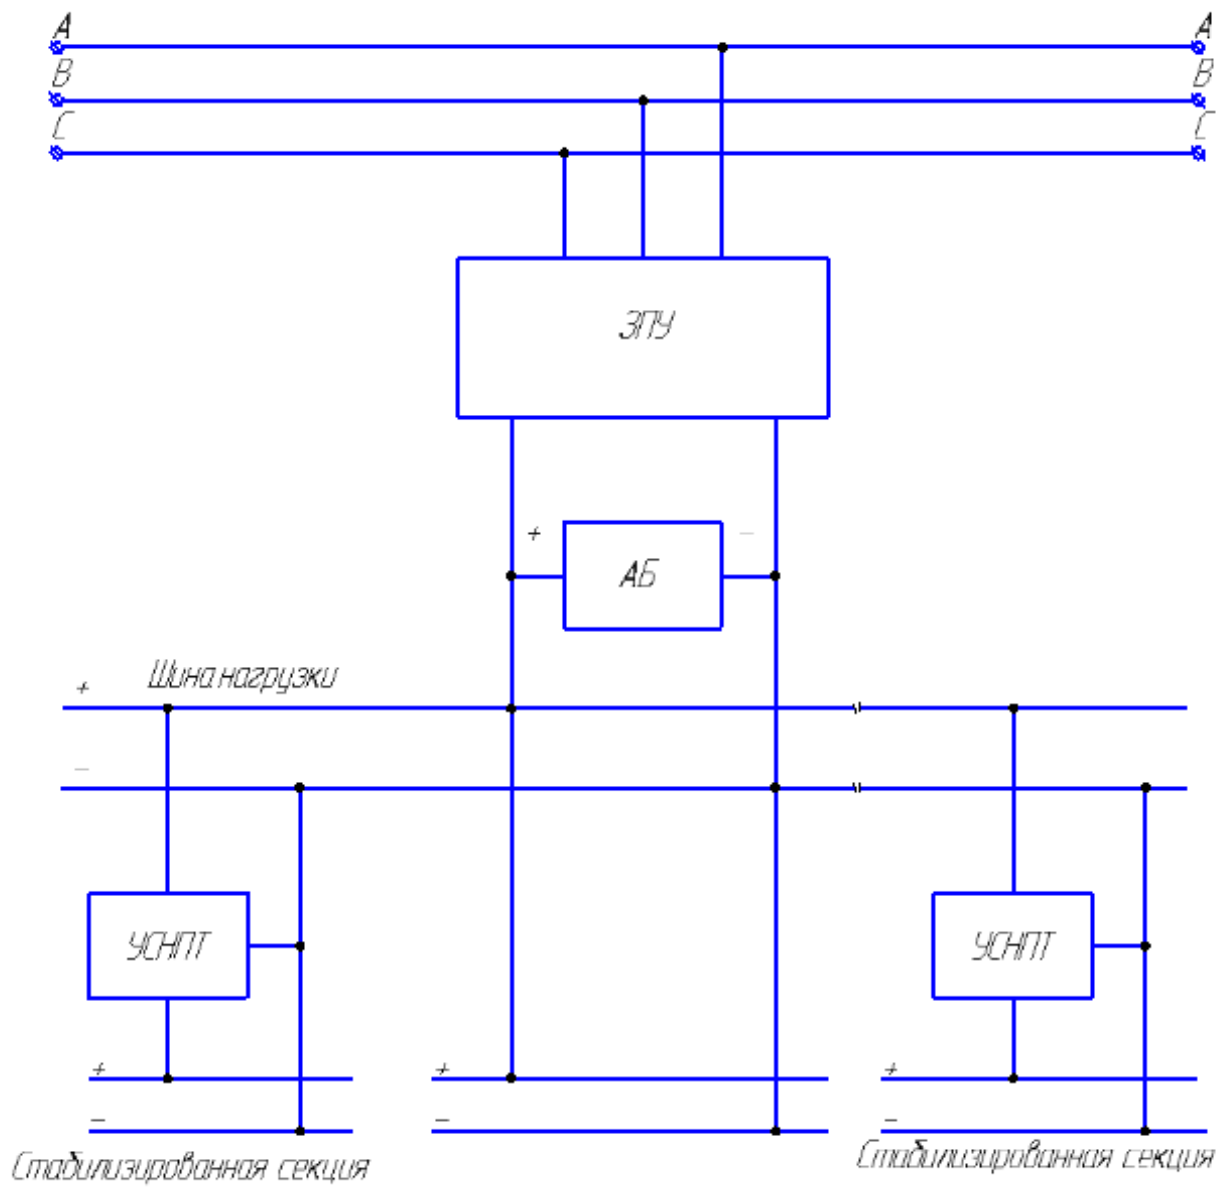 А А
В В
С С
ЗПУ
+ АБ −
Шина нагрузки
+
−
УСНПТ УСНПТ
+ + +
− − −
Стабилизированная секция Стабилизированная секция